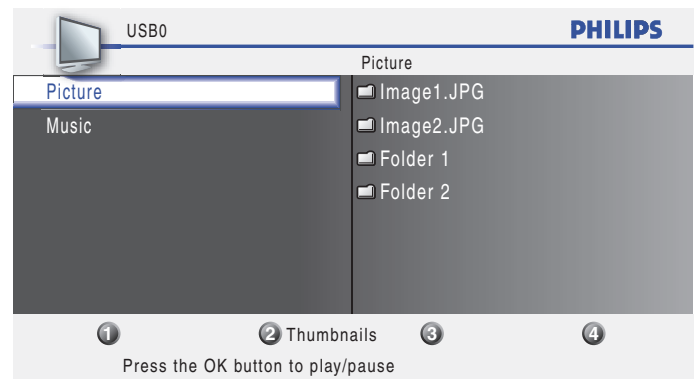 USB0 PHILIPS
Picture
Picture Image1.JPG
Music Image2.JPG
Folder 1
Folder 2
1 2 Thumbnails 3 4
Press the OK button to play/pause